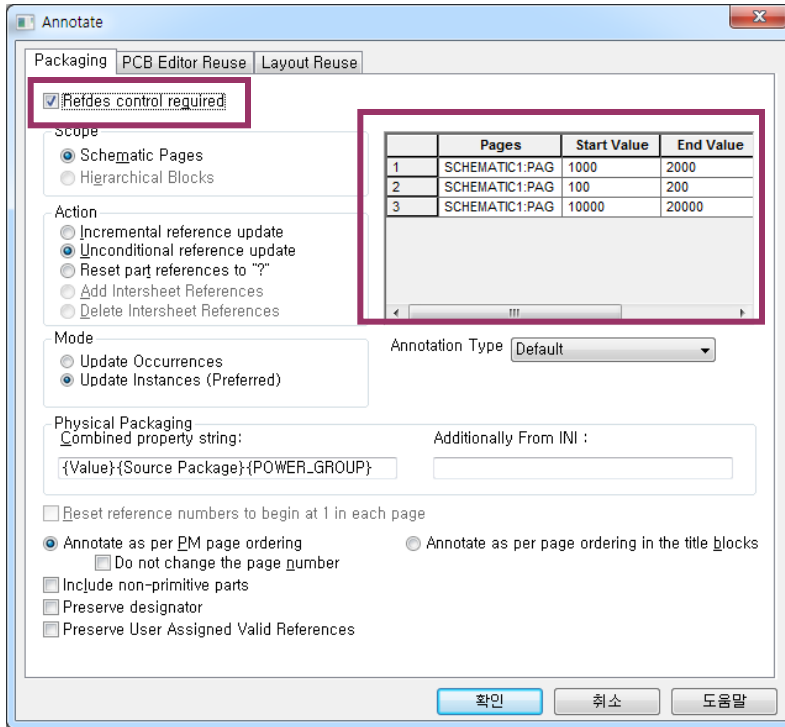 Annotate
Packaging PCB Editor Reuse Layout Reuse
Refdes control required
Scope
Schematic Pages
Hierarchical Blocks
Pages Start Value End Value
1 SCHEMATIC1:PAG 1000 2000
2 SCHEMATIC1:PAG 100 200
3 SCHEMATIC1:PAG 10000 20000
Action
Incremental reference update
Unconditional reference update
Reset part references to "?"
Add Intersheet References
Delete Intersheet References
Mode
Update Occurrences
Update Instances (Preferred)
Annotation Type Default
Physical Packaging
Combined property string:
{Value}{Source Package}{POWER_GROUP}
Additionally From INI :
Reset reference numbers to begin at 1 in each page
Annotate as per PM page ordering
Annotate as per page ordering in the title blocks
Do not change the page number
Include non-primitive parts
Preserve designator
Preserve User Assigned Valid References
확인 취소 도움말